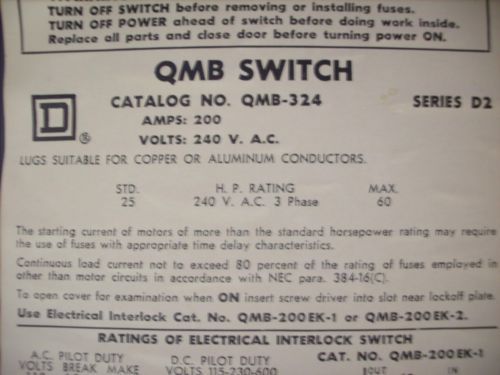 TURN OFF SWITCH before removing or installing fuses.
TURN OFF POWER ahead of switch before doing work inside.
Replace all parts and close door before turning power ON.
QMB SWITCH
CATALOG NO. QMB-324 SERIES D2
AMPS: 200
VOLTS: 240 V. A.C.
D ®
LUGS SUITABLE FOR COPPER OR ALUMINUM CONDUCTORS.
STD. H. P. RATING MAX.
25 240 V. A.C. 3 Phase 60
The starting current of motors of more than the standard horsepower rating may require
the use of fuses with appropriate time delay characteristics.
Continuous load current not to exceed 80 percent of the rating of fuses employed in
other than motor circuits in accordance with NEC para. 384-16(C).
To open cover for examination when ON insert screw driver into slot near lockoff plate.
Use Electrical Interlock Cat. No. QMB-200EK-1 or QMB-200EK-2.
RATINGS OF ELECTRICAL INTERLOCK SWITCH
A.C. PILOT DUTY D.C. PILOT DUTY CAT. NO. QMB-200EK-1
VOLTS BREAK MAKE VOLTS 115-230-600